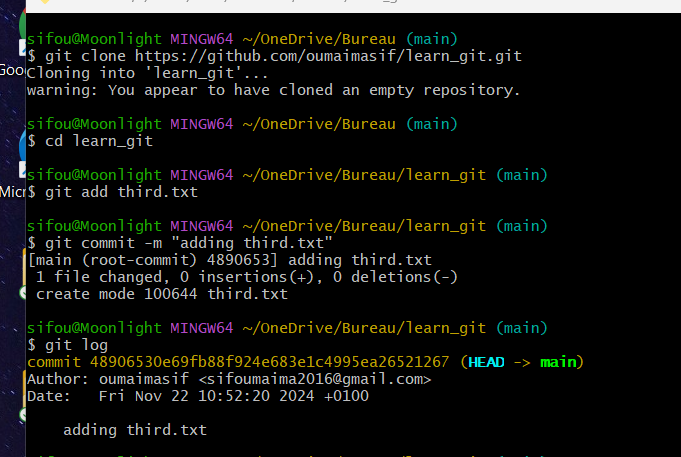 sifou@Moonlight MINGW64 ~/OneDrive/Bureau (main)
$ git clone https://github.com/oumaimasif/learn_git.git
Cloning into 'learn_git'...
warning: You appear to have cloned an empty repository.
sifou@Moonlight MINGW64 ~/OneDrive/Bureau (main)
$ cd learn_git
sifou@Moonlight MINGW64 ~/OneDrive/Bureau/learn_git (main)
$ git add third.txt
sifou@Moonlight MINGW64 ~/OneDrive/Bureau/learn_git (main)
$ git commit -m "adding third.txt"
[main (root-commit) 4890653] adding third.txt
 1 file changed, 0 insertions(+), 0 deletions(-)
 create mode 100644 third.txt
sifou@Moonlight MINGW64 ~/OneDrive/Bureau/learn_git (main)
$ git log
commit 48906530e69fb88f924e683e1c4995ea26521267 (HEAD -> main)
Author: oumaimasif <sifoumaima2016@gmail.com>
Date:   Fri Nov 22 10:52:20 2024 +0100
    adding third.txt